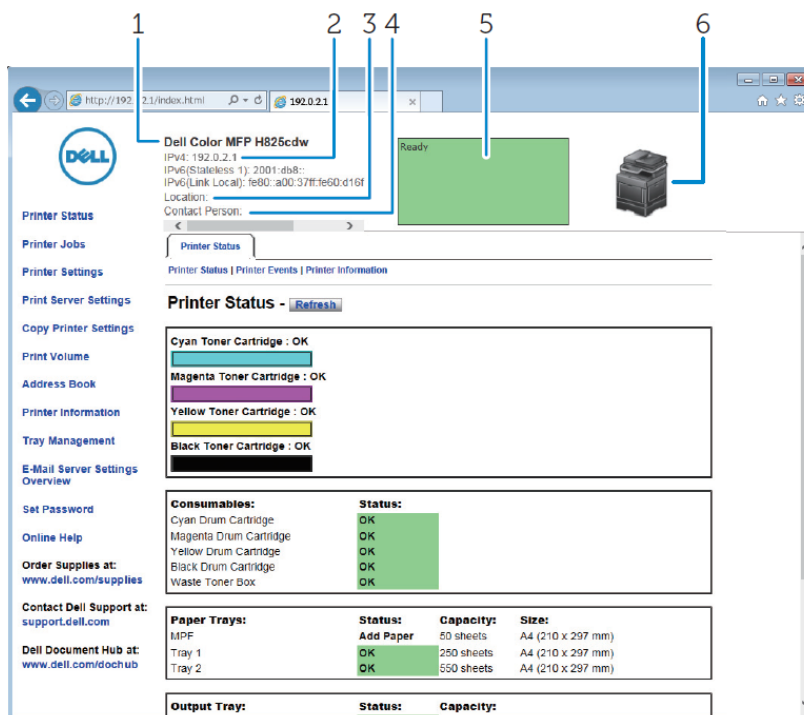 1 2 3 4 5 6
http://192. 2.1/index.html
192.0.2.1
DELL
Dell Color MFP H825cdw
IPv4: 192.0.2.1
IPv6(Stateless 1): 2001:db8::
IPv6(Link Local): fe80::a00:37ff:fe60:d16f
Location:
Contact Person:
Ready
Printer Status
Printer Jobs
Printer Settings
Print Server Settings
Copy Printer Settings
Print Volume
Address Book
Printer Information
Tray Management
E-Mail Server Settings
Overview
Set Password
Online Help
Order Supplies at:
www.dell.com/supplies
Contact Dell Support at:
support.dell.com
Dell Document Hub at:
www.dell.com/dochub
Printer Status
Printer Status | Printer Events | Printer Information
Printer Status - Refresh
Cyan Toner Cartridge : OK
Magenta Toner Cartridge : OK
Yellow Toner Cartridge : OK
Black Toner Cartridge : OK
Consumables: Status:
Cyan Drum Cartridge OK
Magenta Drum Cartridge OK
Yellow Drum Cartridge OK
Black Drum Cartridge OK
Waste Toner Box OK
Paper Trays: Status: Capacity: Size:
MPF Add Paper 50 sheets A4 (210 x 297 mm)
Tray 1 OK 250 sheets A4 (210 x 297 mm)
Tray 2 OK 550 sheets A4 (210 x 297 mm)
Output Tray: Status: Capacity: